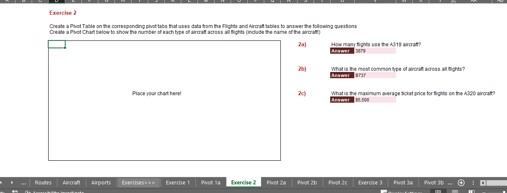 Exercise 2
Create a Pivot Table on the corresponding pivot tabs that uses data from the Flights and Aircraft tables to answer the following questions
Create a Pivot Chart below to show the number of each type of aircraft across all flights (include the name of the aircraft)
Place your chart here!
2a) How many flights use the A319 aircraft?
Answer 3879
2b) What is the most common type of aircraft across all flights?
Answer B737
2c) What is the maximum average ticket price for flights on the A320 aircraft?
Answer
... Routes Aircraft Airports Exercises>>> Exercise 1 Pivot 1a Exercise 2 Pivot 2a Pivot 2b Pivot 2c Exercise 3 Pivot 3a Pivot 3b ...